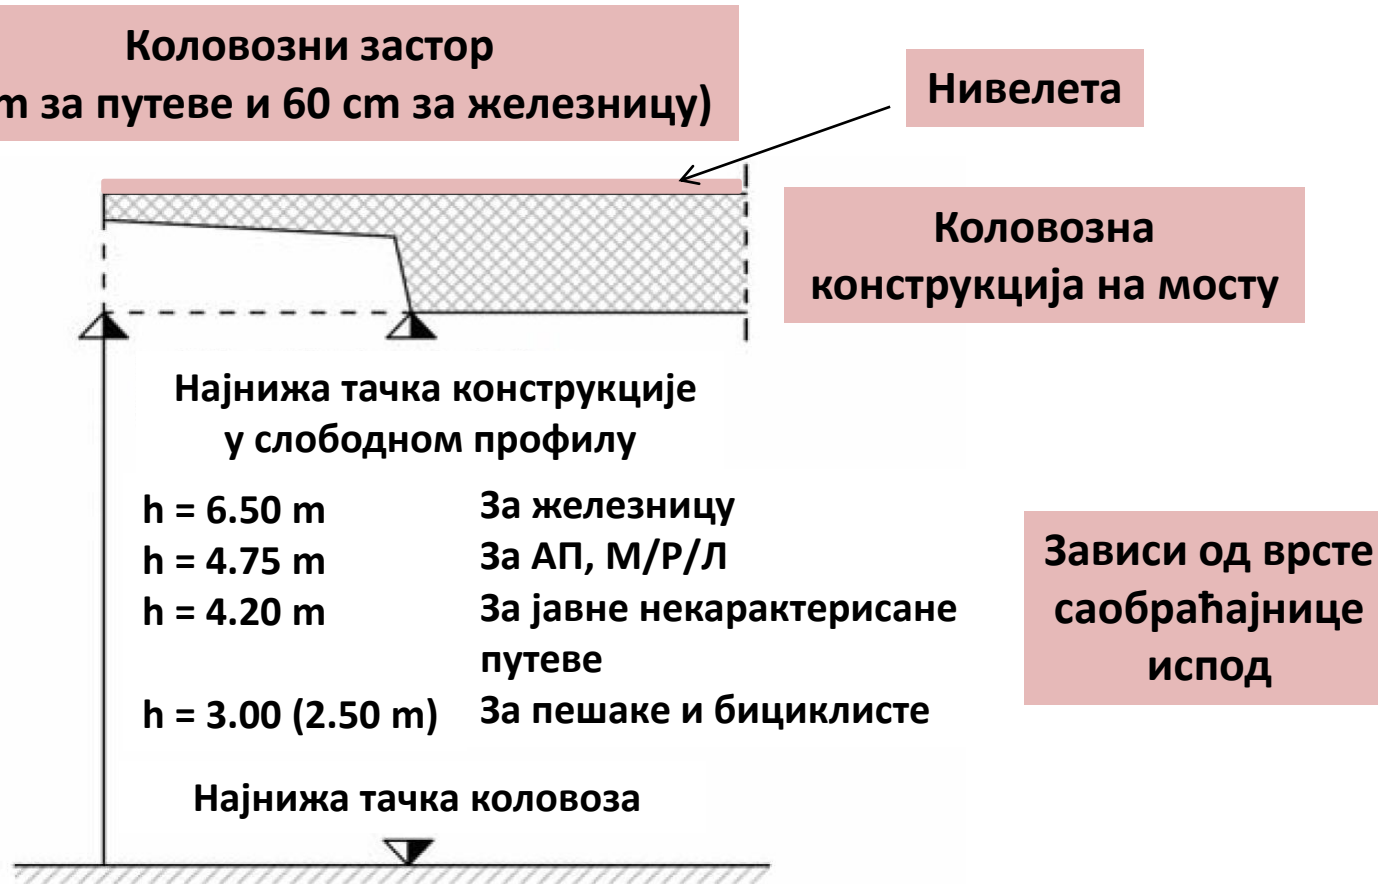 Коловозни застор
m за путеве и 60 cm за железницу)
Нивелета
Коловозна
конструкција на мосту
Најнижа тачка конструкције
у слободном профилу
h = 6.50 m За железницу
h = 4.75 m За АП, М/Р/Л
h = 4.20 m За јавне некарактерисане
путеве
h = 3.00 (2.50 m) За пешаке и бициклисте
Зависи од врсте
саобраћајнице
испод
Најнижа тачка коловоза